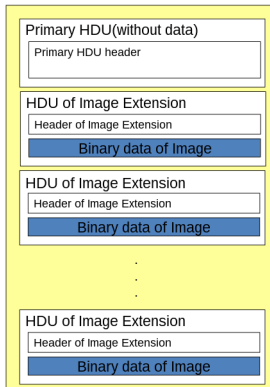 Primary HDU(without data)
Primary HDU header
HDU of Image Extension
Header of Image Extension
Binary data of Image
HDU of Image Extension
Header of Image Extension
Binary data of Image
.
.
.
HDU of Image Extension
Header of Image Extension
Binary data of Image